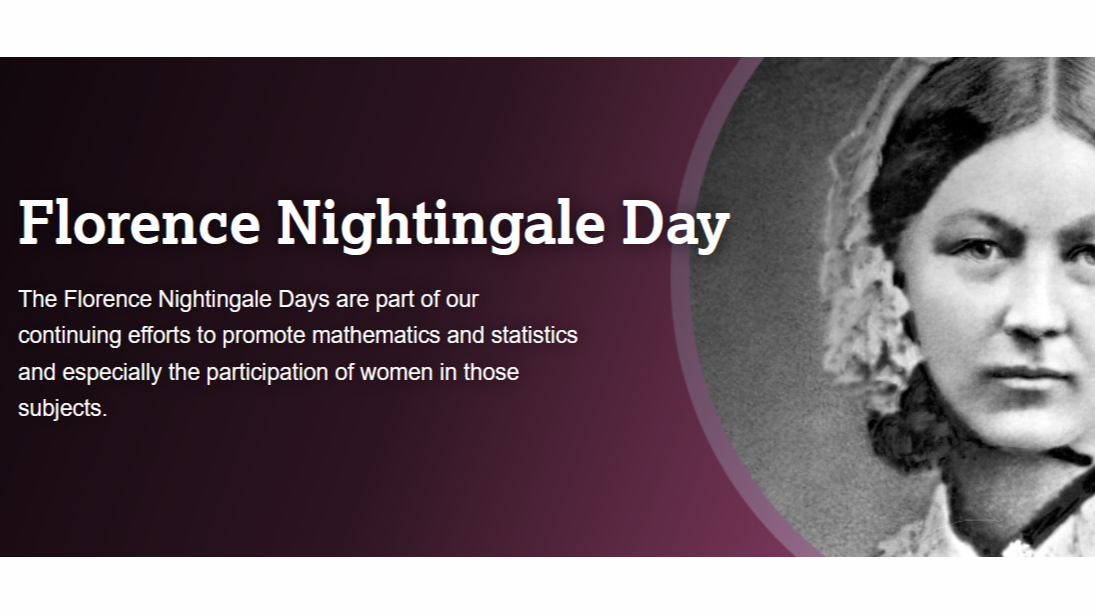 Florence Nightingale Day
The Florence Nightingale Days are part of our
continuing efforts to promote mathematics and statistics
and especially the participation of women in those
subjects.